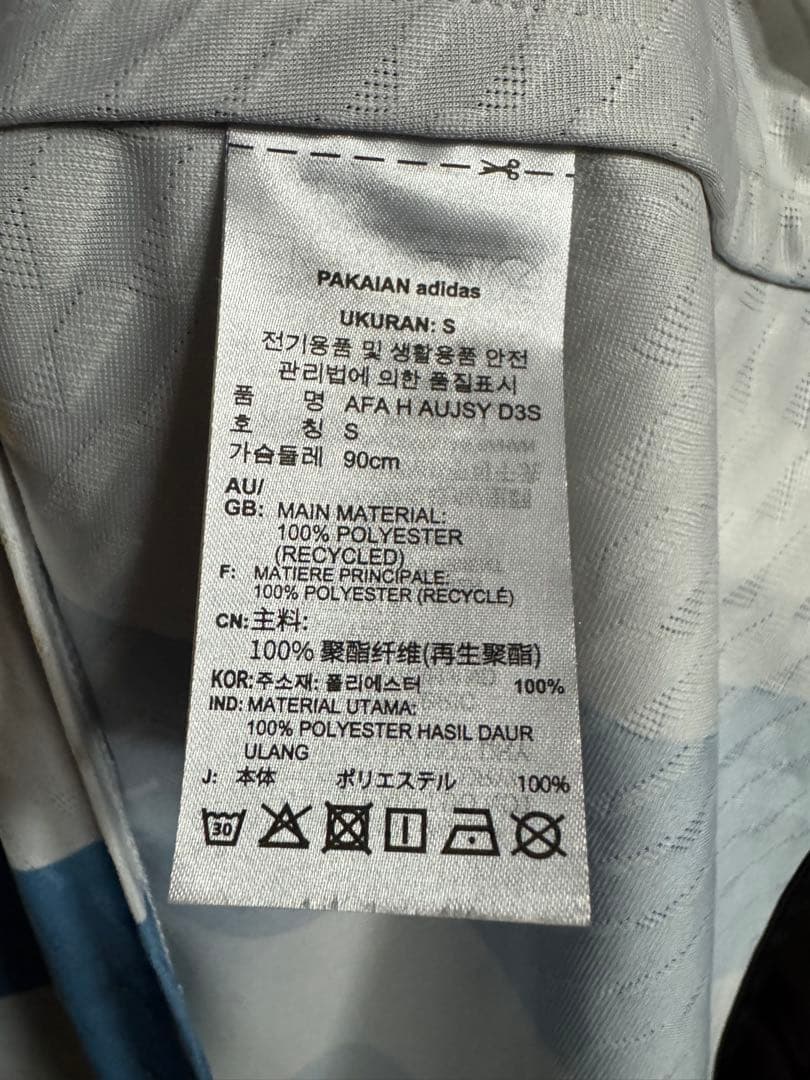 PAKAIAN adidas
UKURAN: S
전기용품 및 생활용품 안전
관리법에 의한 품질표시
품 명 AFA H AUJSY D3S
호 칭 S
가슴둘레 90cm
AU/
GB: MAIN MATERIAL:
100% POLYESTER
(RECYCLED)
F: MATIERE PRINCIPALE:
100% POLYESTER (RECYCLÉ)
CN:主料:
100% 聚酯纤维(再生聚酯)
KOR:주소재: 폴리에스터 100%
IND: MATERIAL UTAMA:
100% POLYESTER HASIL DAUR
ULANG
J: 本体 ポリエステル 100%
30